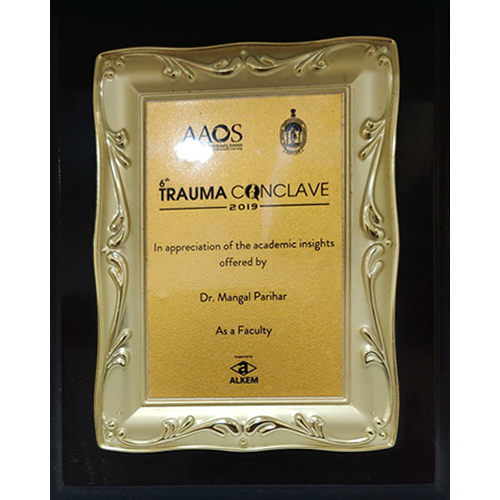 AAOS
6th
TRAUMA CONCLAVE
2019
In appreciation of the academic insights
offered by
Dr. Mangal Parihar
As a Faculty
ALKEM